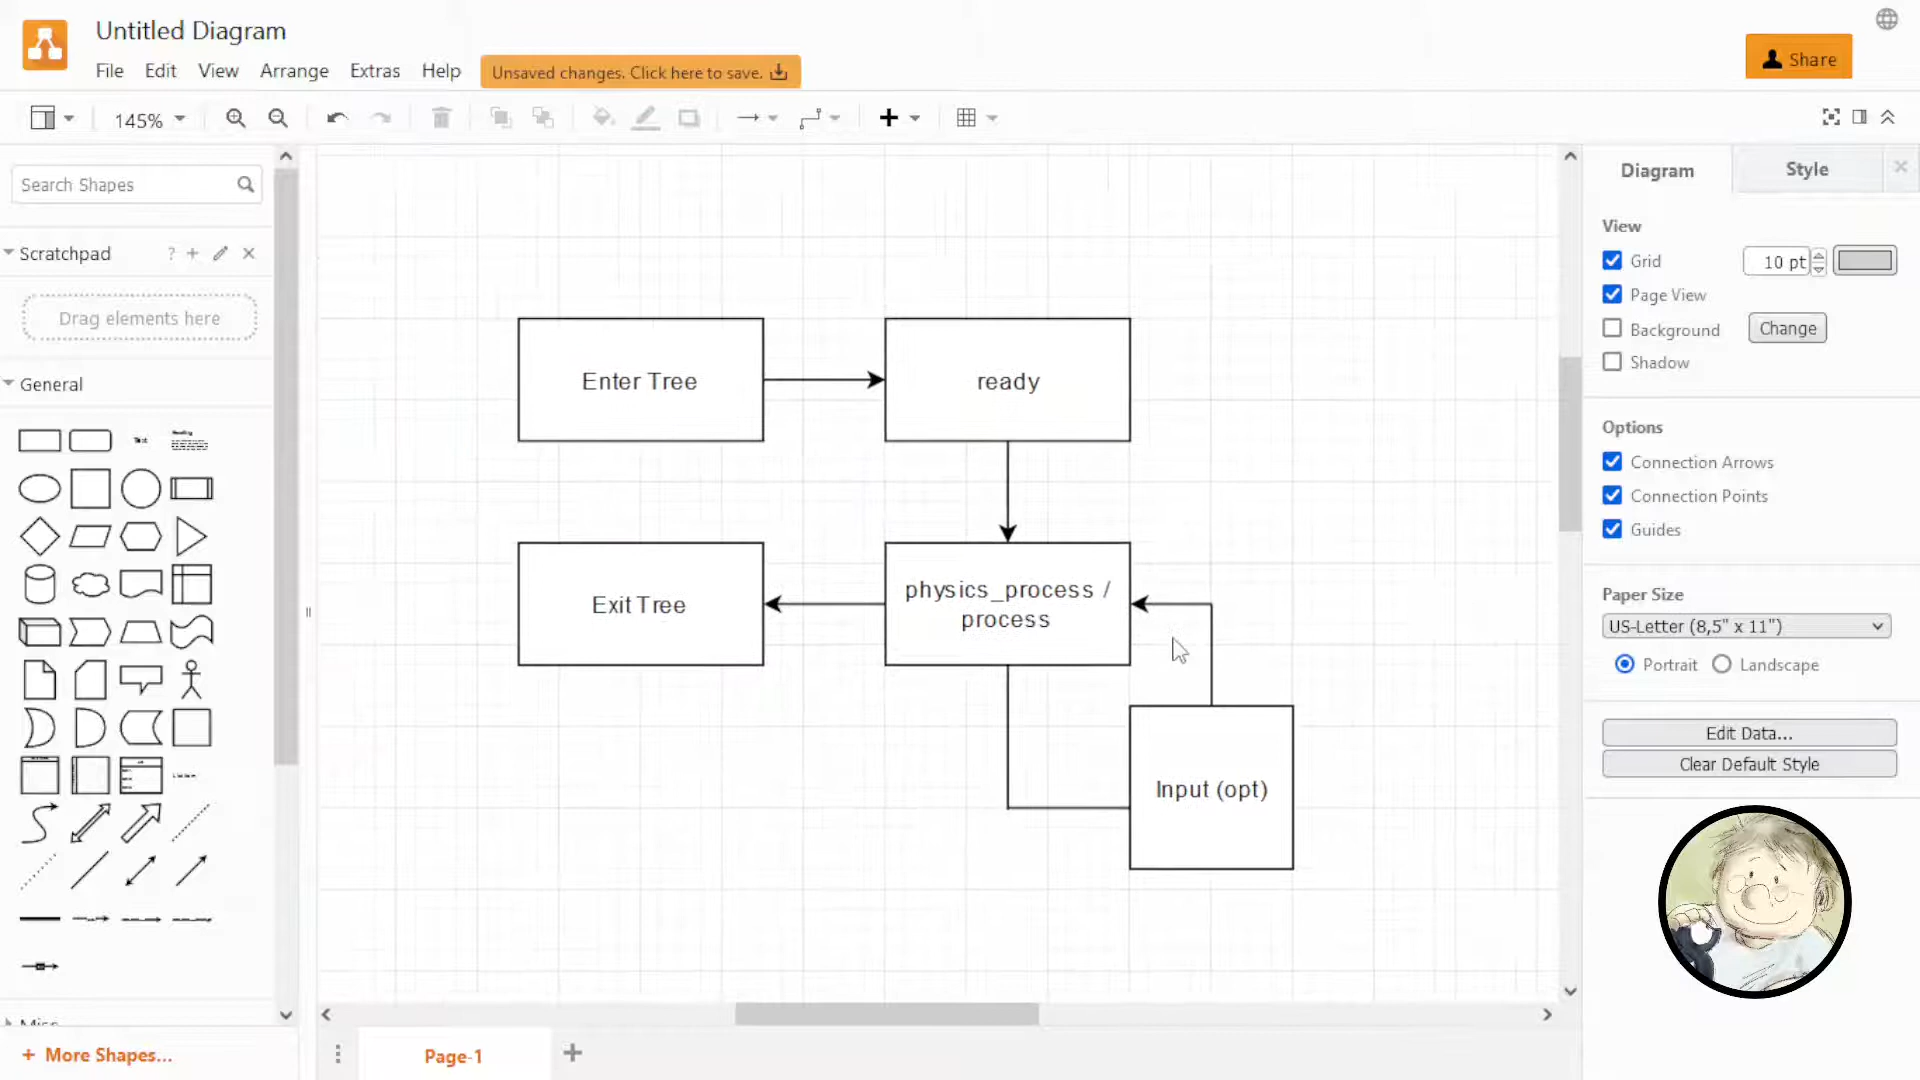 Untitled Diagram
File Edit View Arrange Extras Help
Unsaved changes. Click here to save.
Share
145%
Search Shapes
Scratchpad
?
Drag elements here
General
Text
Heading
More Shapes...
Enter Tree
ready
Exit Tree
physics_process /
process
Input (opt)
Page-1
Diagram
Style
View
Grid
10 pt
Page View
Background
Change
Shadow
Options
Connection Arrows
Connection Points
Guides
Paper Size
US-Letter (8,5" x 11")
Portrait
Landscape
Edit Data...
Clear Default Style